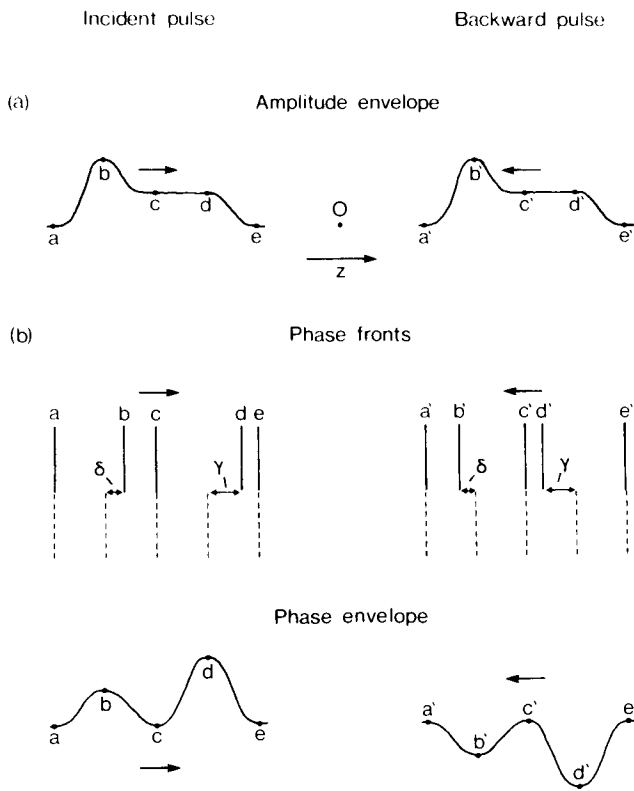 Incident pulse Backward pulse
(a) Amplitude envelope
b b'
c d O c' d'
a e a' e'
z
(b) Phase fronts
a b c d e a' b' c' d' e'
δ γ δ γ
Phase envelope
d
b a' c' e'
a c e b'
d'